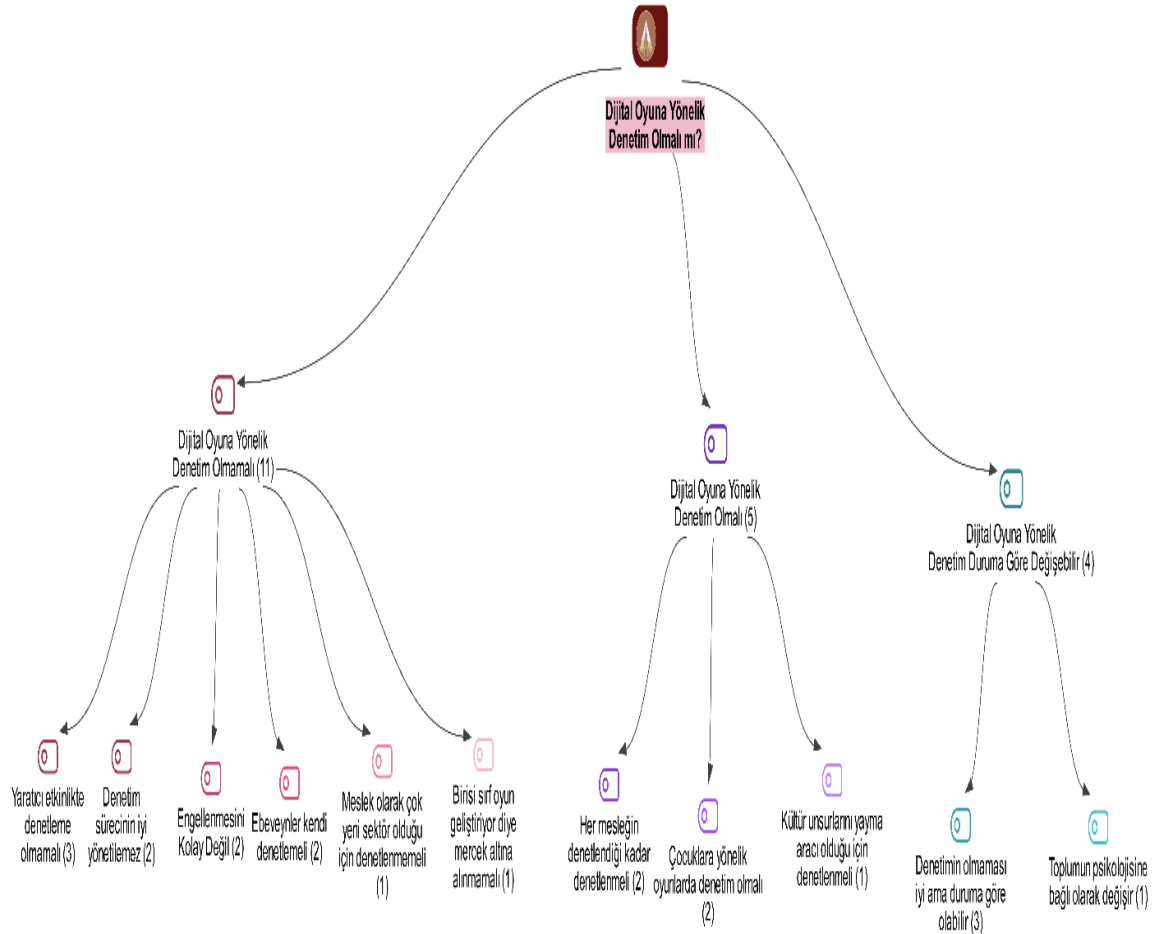 Dijital Oyuna Yönelik
Denetim Olmalı mı?
Dijital Oyuna Yönelik
Denetim Olmamalı (11)
Dijital Oyuna Yönelik
Denetim Olmalı (5)
Dijital Oyuna Yönelik
Denetim Duruma Göre Değişebilir (4)
Yaratıcı etkinlikte
denetleme
olmamalı (3)
Denetim
sürecinin iyi
yönetilemez (2)
Engellenmesini
Kolay Değil (2)
Ebeveynler kendi
denetlemeli (2)
Meslek olarak çok
yeni sektör olduğu
için denetlenmemeli
(1)
Birisi sırf oyun
geliştiriyor diye
mercek altına
alınmamalı (1)
Her mesleğin
denetlendiği kadar
denetlenmeli (2)
Çocuklara yönelik
oyunlarda denetim olmalı
(2)
Kültür unsurlarını yayma
aracı olduğu için
denetlenmeli (1)
Denetimin olmaması
iyi ama duruma göre
olabilir (3)
Toplumun psikolojisine
bağlı olarak değişir (1)